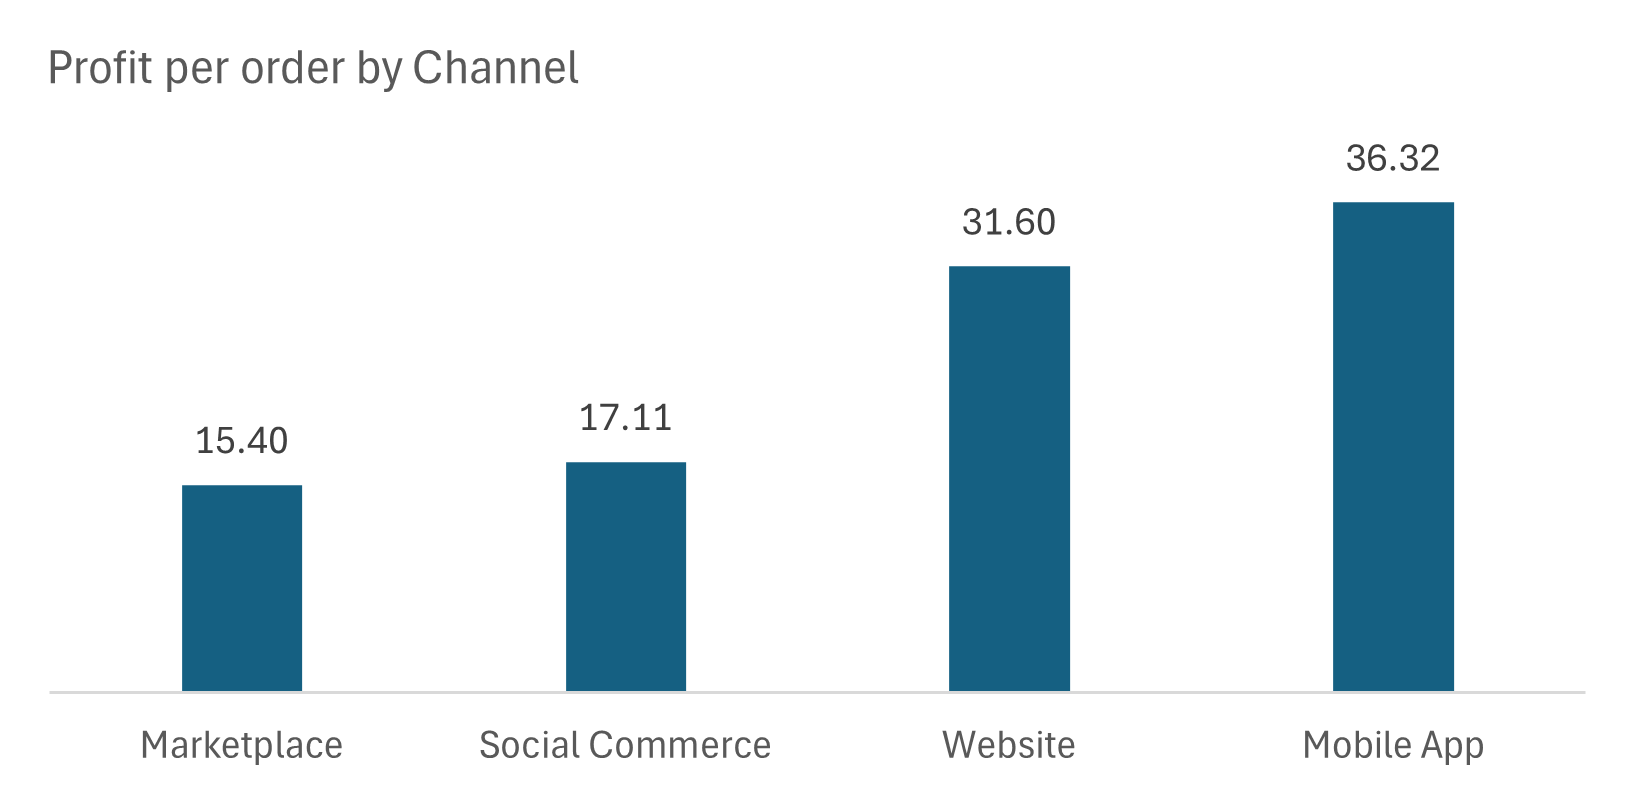 Profit per order by Channel
36.32
31.60
17.11
15.40
Marketplace Social Commerce Website Mobile App